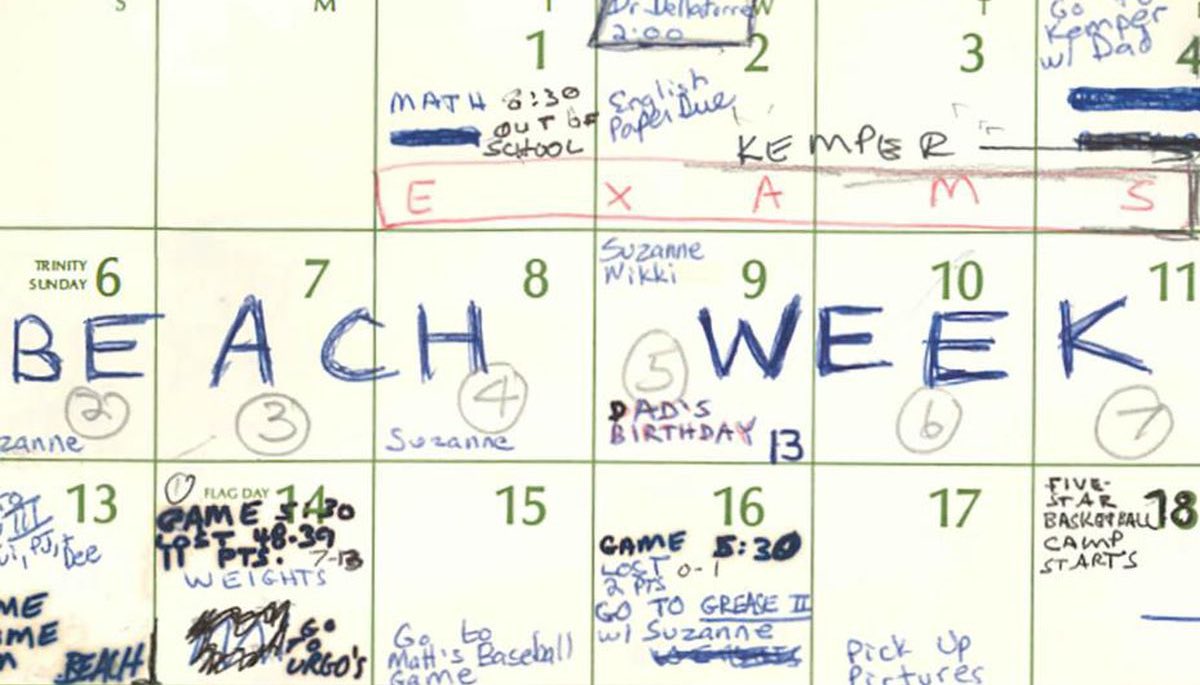 S M T W T
Dr. Dellatorre
2:00
Go To
Kemper
w/ Dad
1 2 3 4
MATH 8:30
OUT OF
SCHOOL
English
Paper Due
KEMPER
E X A M S
TRINITY
SUNDAY 6 7 8 9 10 11
Suzanne
Nikki
BEACH WEEK
2 3 4 5 6 7
DAD'S
BIRTHDAY 13
zanne
Suzanne
13 FLAG DAY 14 15 16 17 18
III
PJ, + Dee
ME
ME
BEACH
1
GAME 5:30
LOST 48-39
11 PTS. 7-13
WEIGHTS
GO
TO
URGO'S
Go to
Matt's Baseball
Game
GAME 5:30
LOST 0-1
2 PTS
GO TO GREASE II
w/ Suzanne
Pick Up
Pictures
FIVE-
STAR
BASKETBALL
CAMP
STARTS